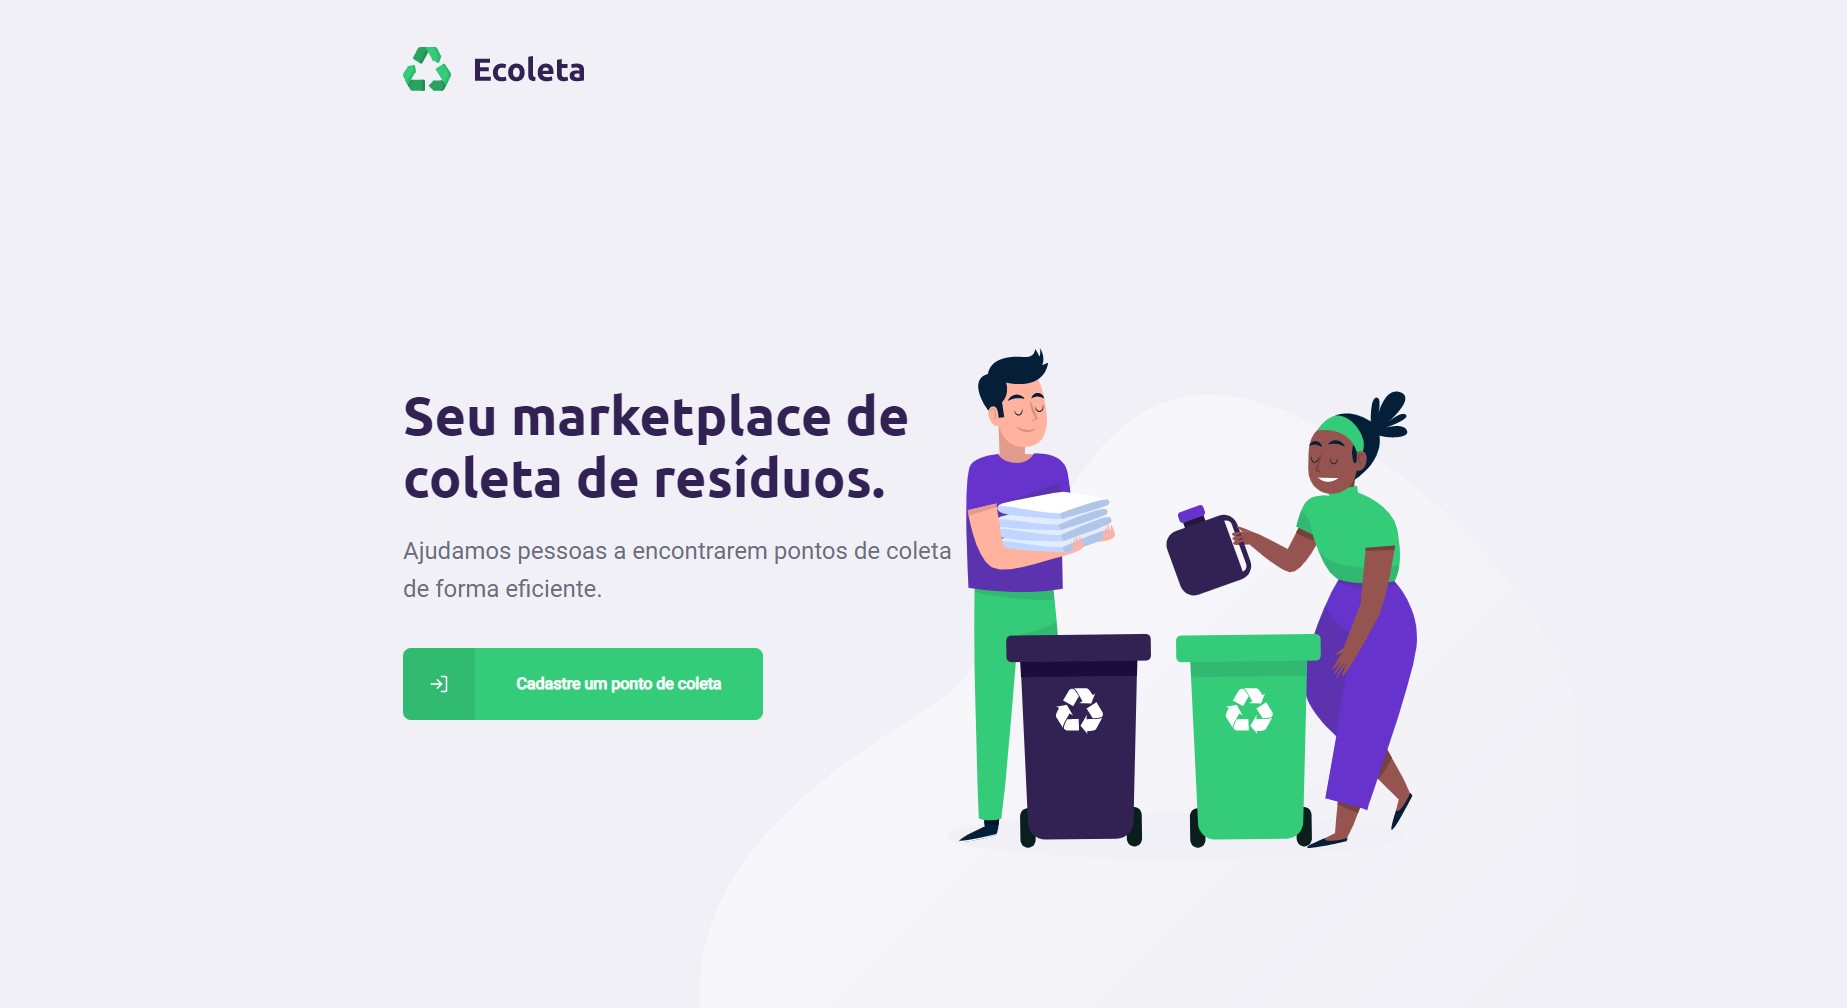 Ecoleta
Seu marketplace de
coleta de resíduos.
Ajudamos pessoas a encontrarem pontos de coleta
de forma eficiente.
Cadastre um ponto de coleta